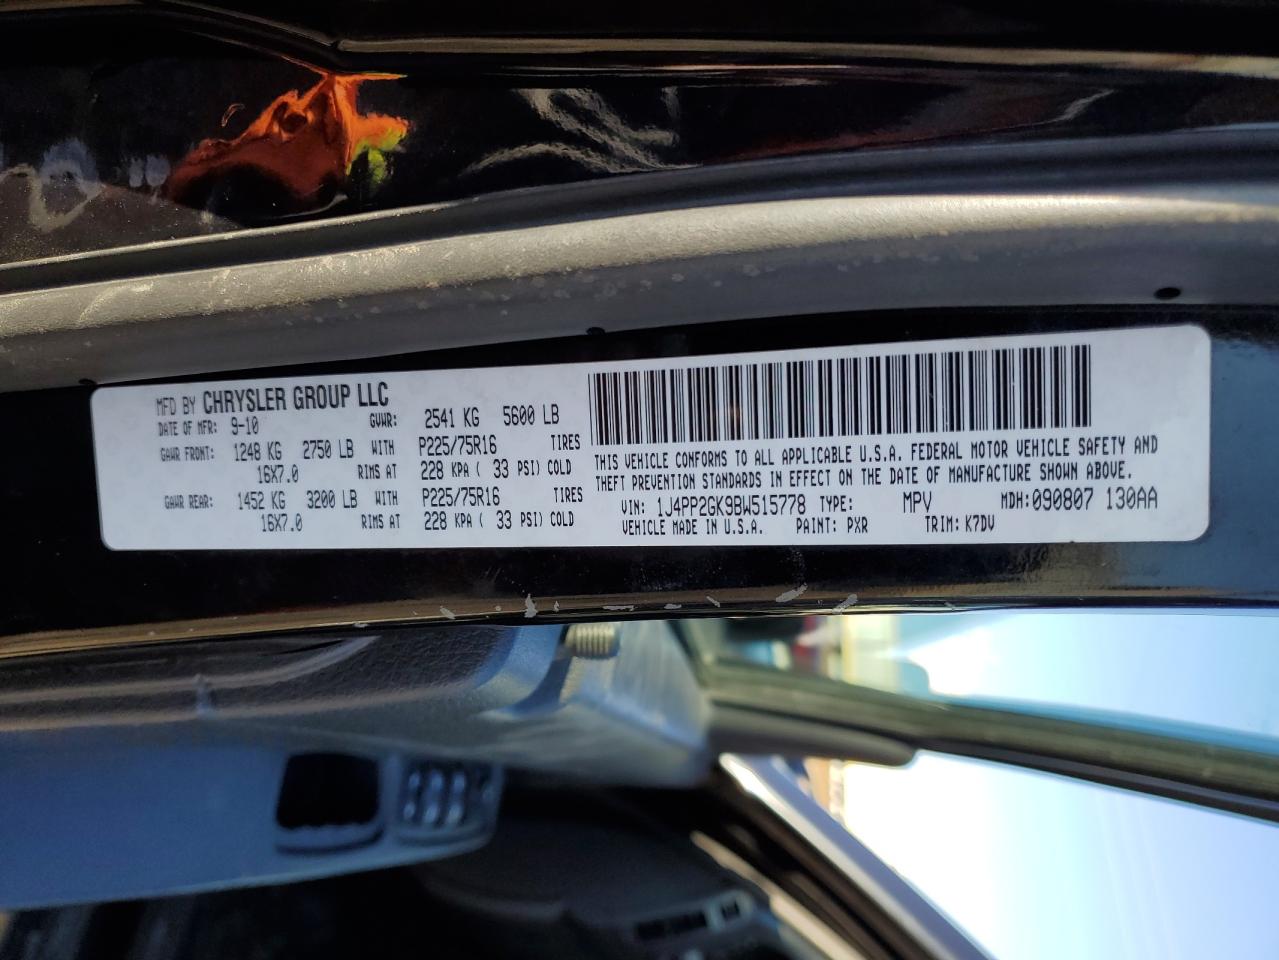 MFD BY CHRYSLER GROUP LLC
DATE OF MFR: 9-10 GVWR: 2541 KG 5600 LB
GAWR FRONT: 1248 KG 2750 LB WITH P225/75R16 TIRES
16X7.0 RIMS AT 228 KPA ( 33 PSI) COLD
GAWR REAR: 1452 KG 3200 LB WITH P225/75R16 TIRES
16X7.0 RIMS AT 228 KPA ( 33 PSI) COLD
THIS VEHICLE CONFORMS TO ALL APPLICABLE U.S.A. FEDERAL MOTOR VEHICLE SAFETY AND
THEFT PREVENTION STANDARDS IN EFFECT ON THE DATE OF MANUFACTURE SHOWN ABOVE.
VIN: 1J4PP2GK9BW515778 TYPE: MPV MDH:090807 130AA
VEHICLE MADE IN U.S.A. PAINT: PXR TRIM: K7DV